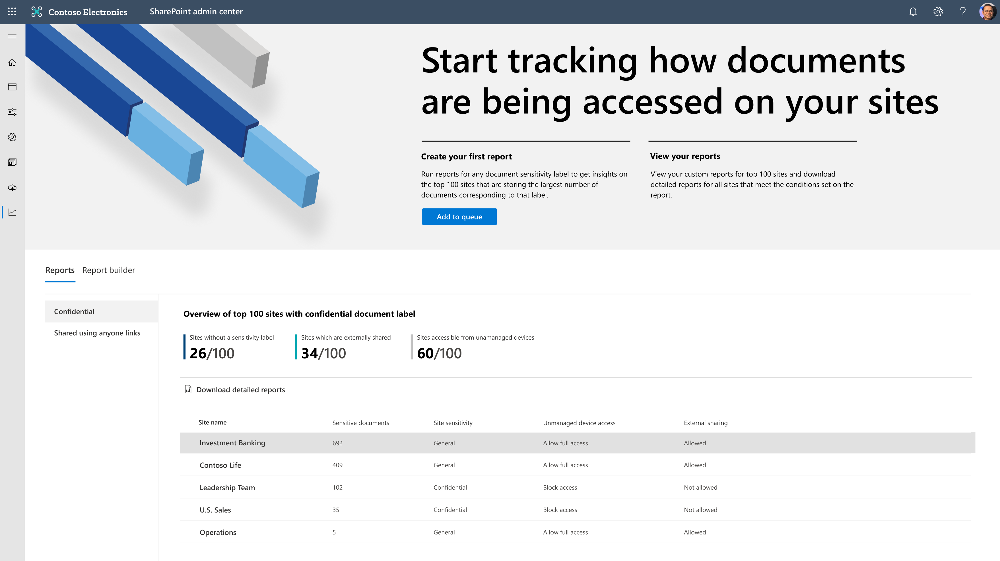 Contoso Electronics
SharePoint admin center
Start tracking how documents
are being accessed on your sites
Create your first report
Run reports for any document sensitivity label to get insights on
the top 100 sites that are storing the largest number of
documents corresponding to that label.
Add to queue
View your reports
View your custom reports for top 100 sites and download
detailed reports for all sites that meet the conditions set on the
report.
Reports
Report builder
Confidential
Shared using anyone links
Overview of top 100 sites with confidential document label
Sites without a sensitivity label
26/100
Sites which are externally shared
34/100
Sites accessible from unamanaged devices
60/100
Download detailed reports
Site name Sensitive documents Site sensitivity Unmanaged device access External sharing
Investment Banking 692 General Allow full access Allowed
Contoso Life 409 General Allow full access Allowed
Leadership Team 102 Confidential Block access Not allowed
U.S. Sales 35 Confidential Block access Not allowed
Operations 5 General Allow full access Allowed